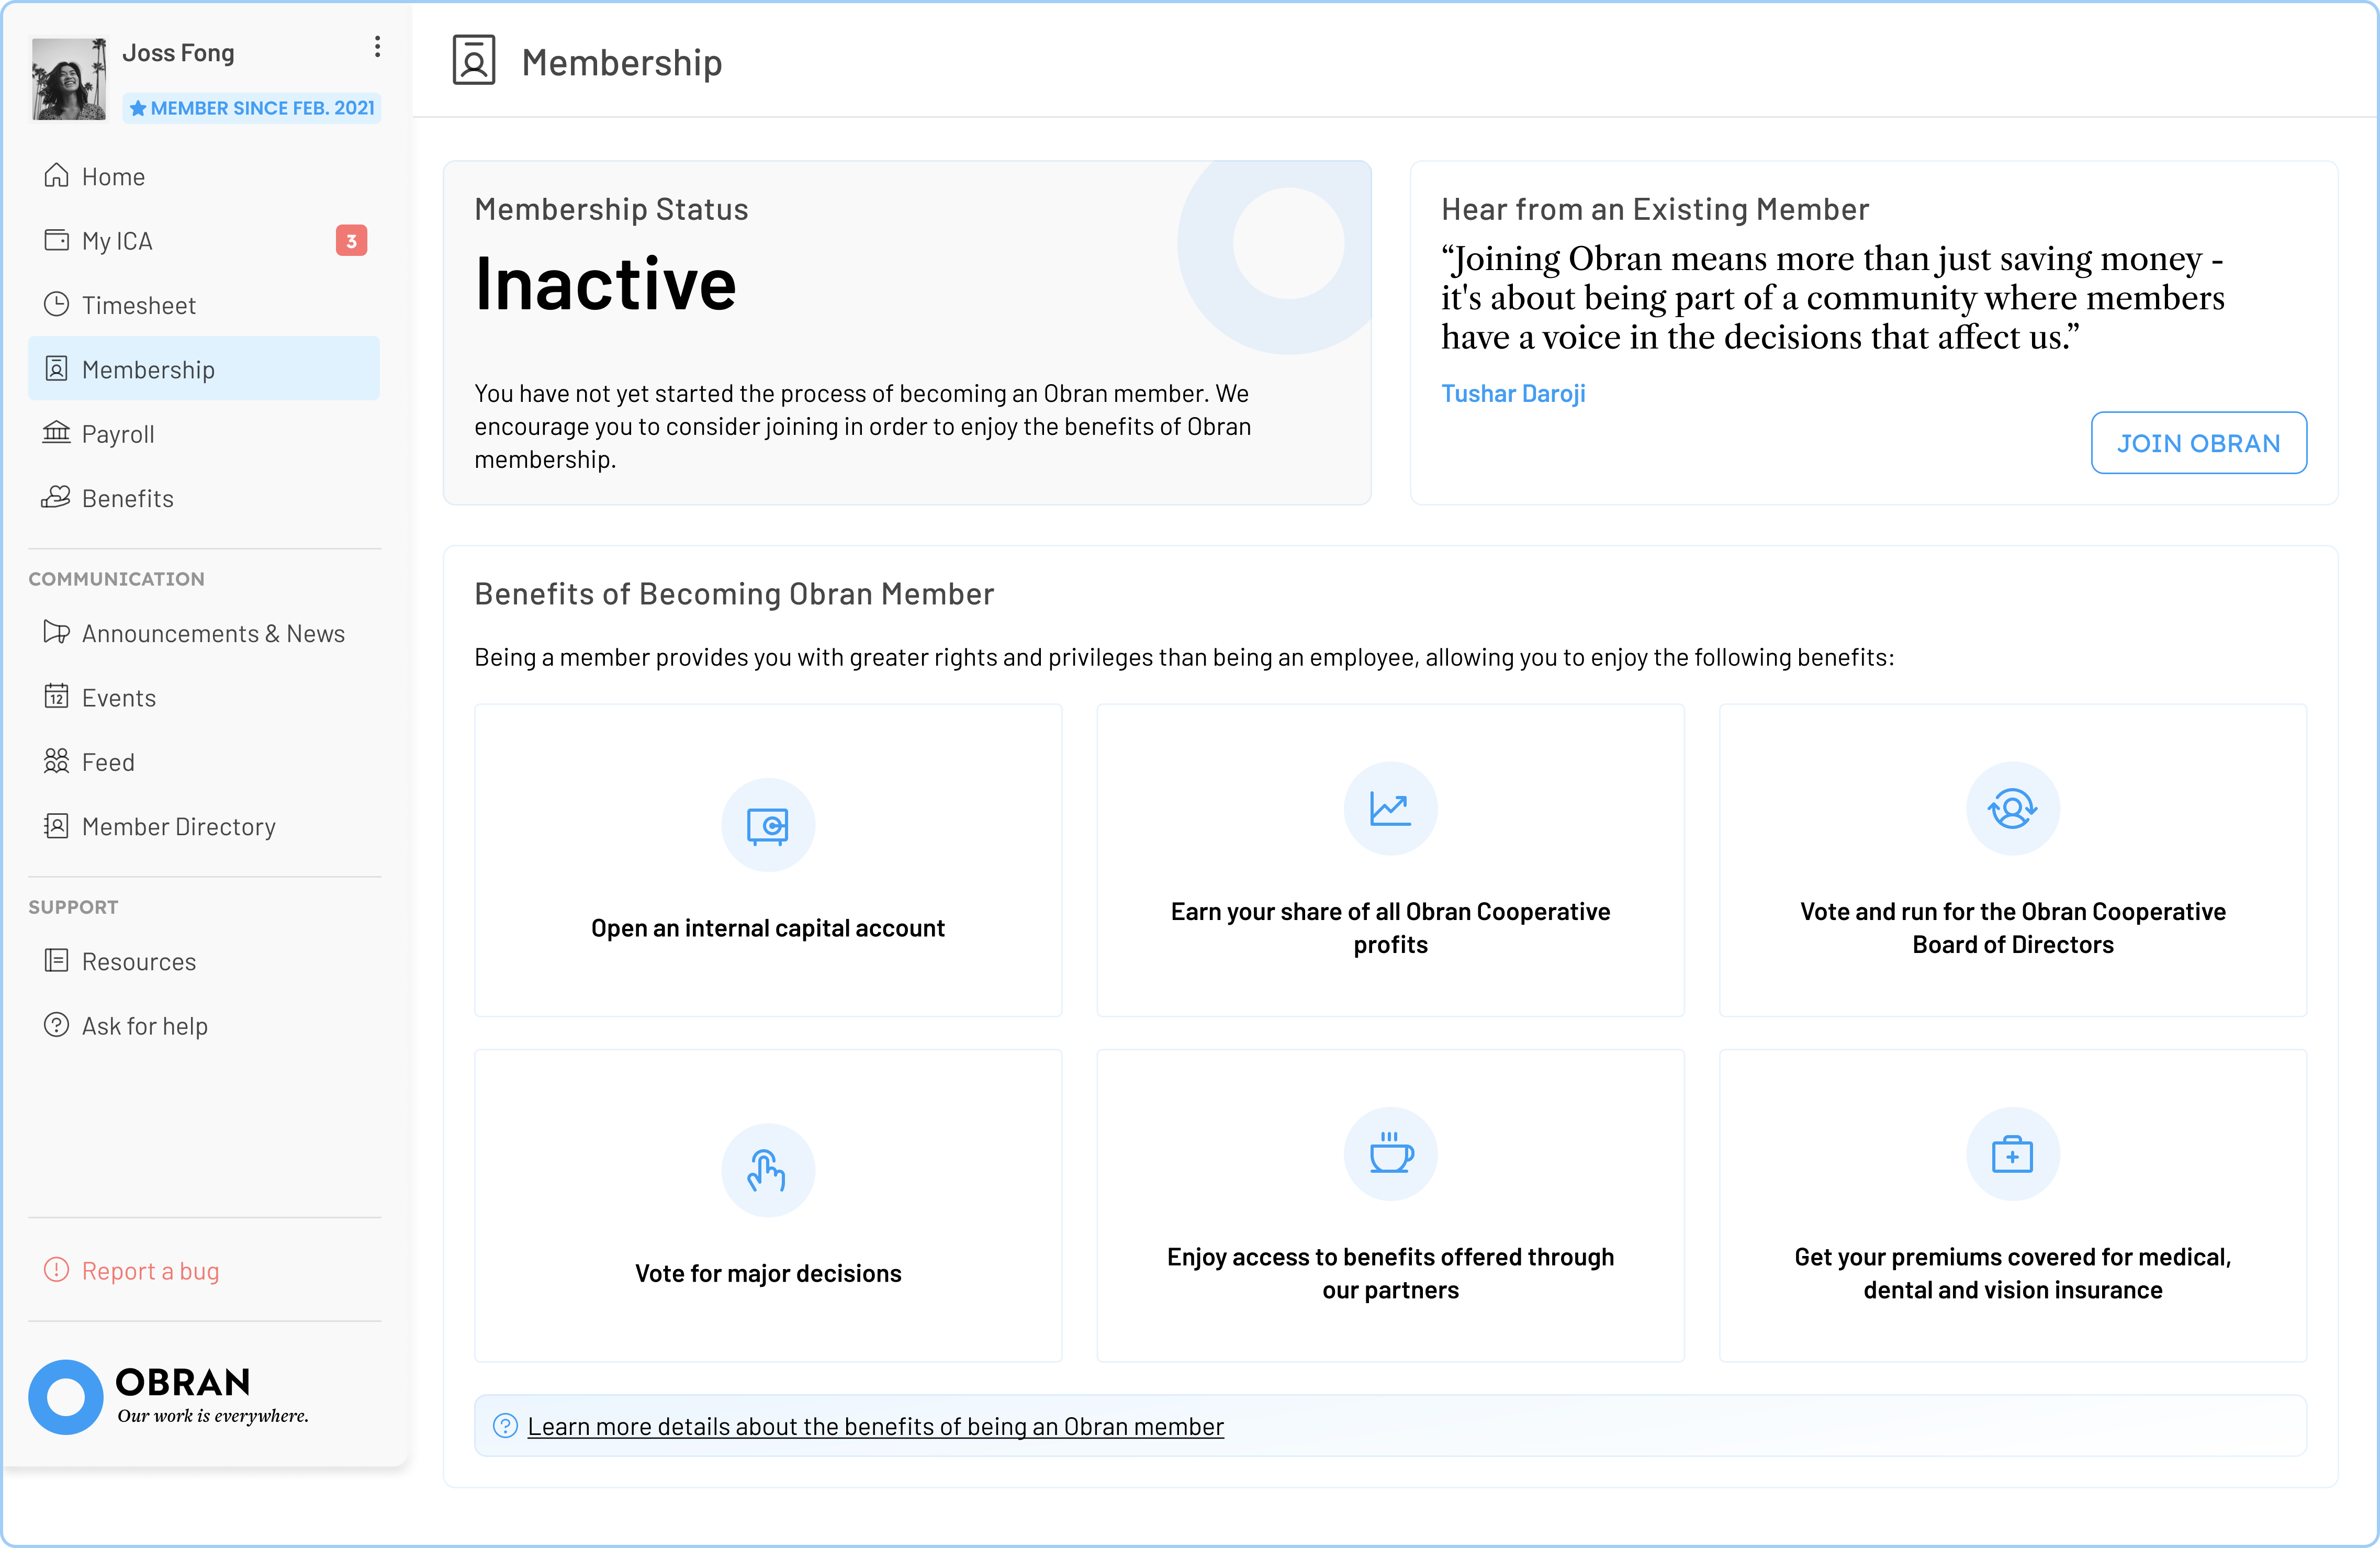 Joss Fong
MEMBER SINCE FEB. 2021
Home
My ICA
3
Timesheet
Membership
Payroll
Benefits
COMMUNICATION
Announcements & News
12
Events
Feed
Member Directory
SUPPORT
Resources
Ask for help
Report a bug
OBRAN
Our work is everywhere.
Membership
Membership Status
Inactive
You have not yet started the process of becoming an Obran member. We
encourage you to consider joining in order to enjoy the benefits of Obran
membership.
Hear from an Existing Member
“Joining Obran means more than just saving money -
it's about being part of a community where members
have a voice in the decisions that affect us.”
Tushar Daroji
JOIN OBRAN
Benefits of Becoming Obran Member
Being a member provides you with greater rights and privileges than being an employee, allowing you to enjoy the following benefits:
Open an internal capital account
Earn your share of all Obran Cooperative
profits
Vote and run for the Obran Cooperative
Board of Directors
Vote for major decisions
Enjoy access to benefits offered through
our partners
Get your premiums covered for medical,
dental and vision insurance
Learn more details about the benefits of being an Obran member